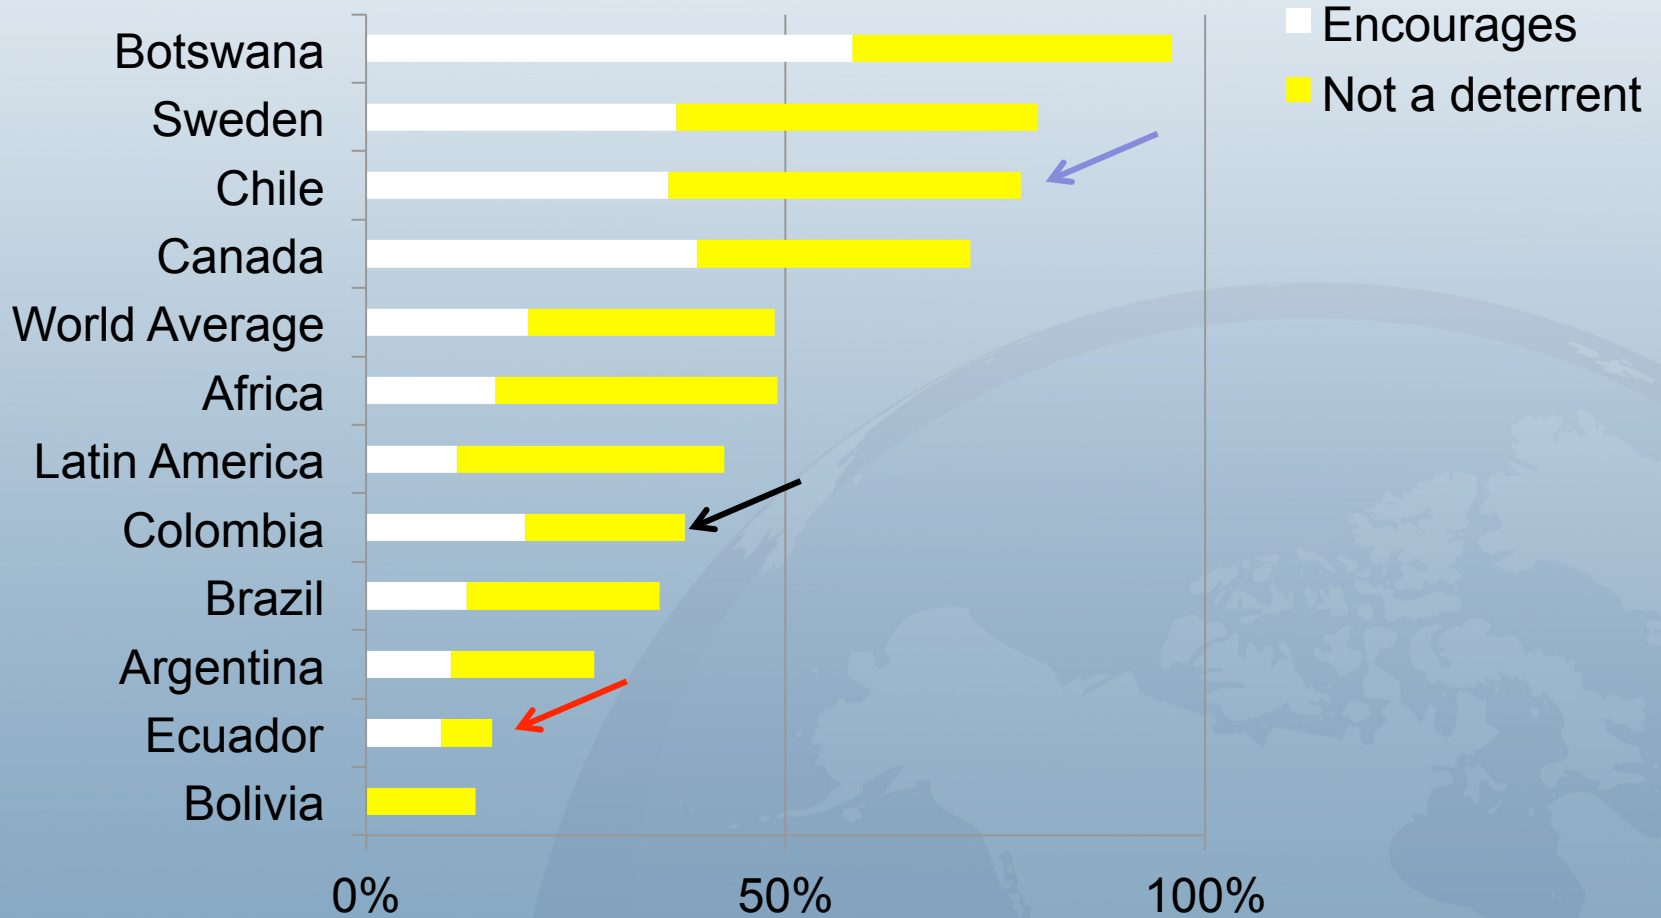 Encourages
Not a deterrent
Botswana
Sweden
Chile
Canada
World Average
Africa
Latin America
Colombia
Brazil
Argentina
Ecuador
Bolivia
0% 50% 100%